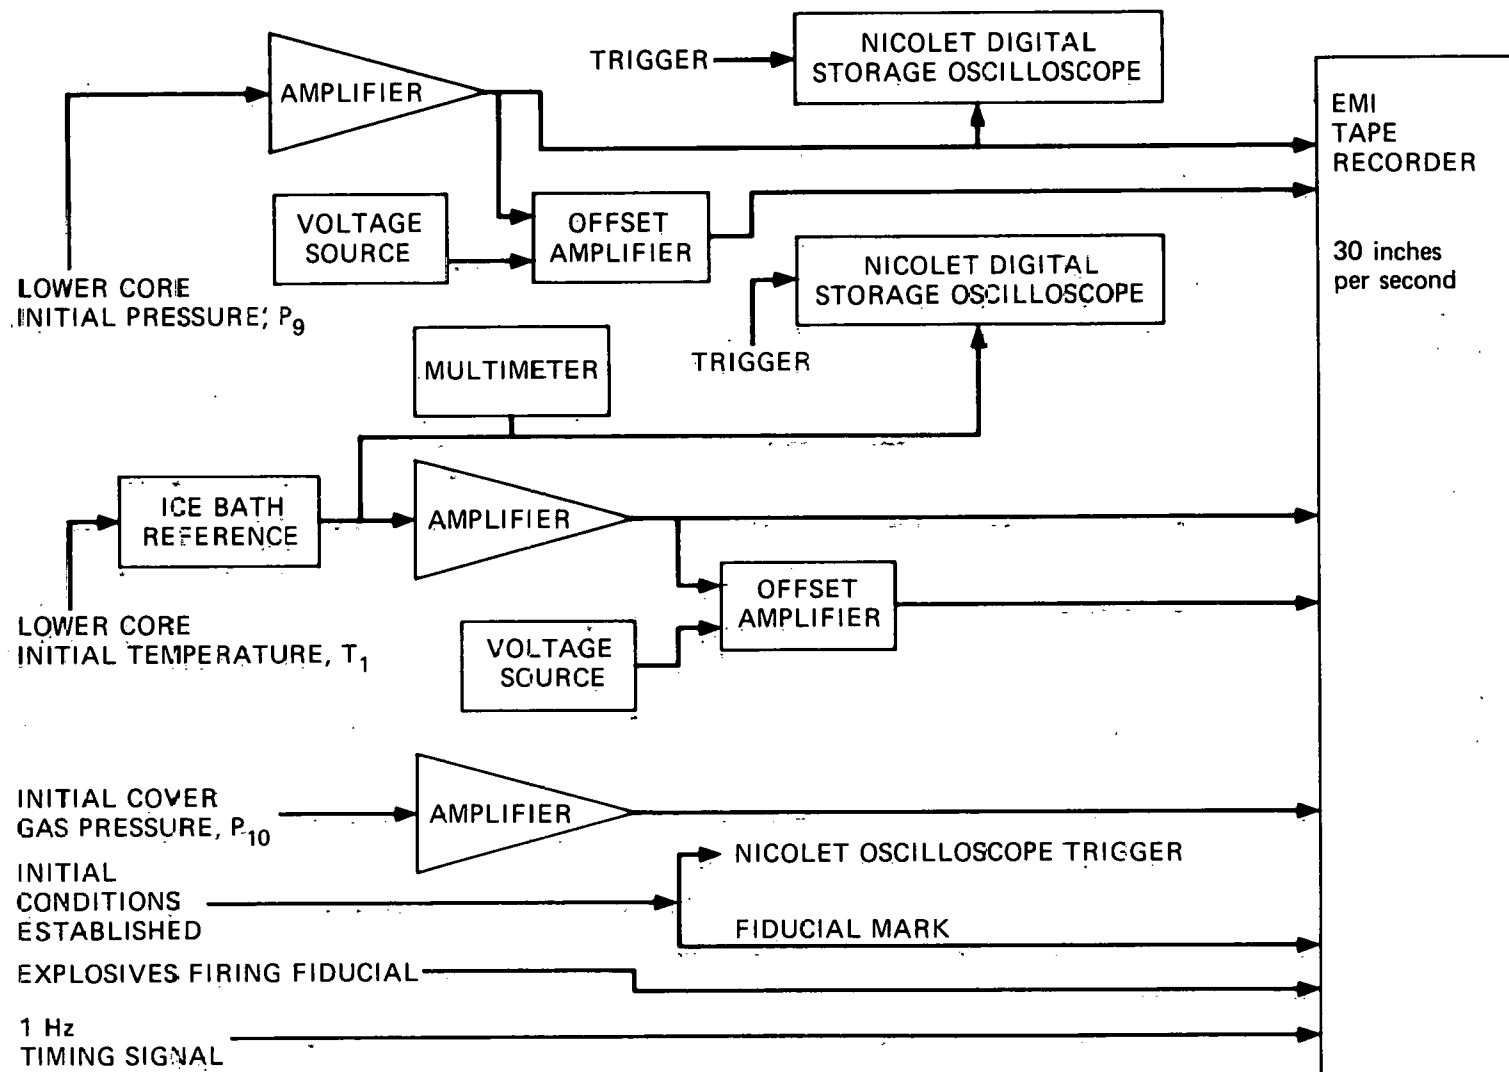 AMPLIFIER
TRIGGER
NICOLET DIGITAL
STORAGE OSCILLOSCOPE
EMI
TAPE
RECORDER
30 inches
per second
VOLTAGE
SOURCE
OFFSET
AMPLIFIER
NICOLET DIGITAL
STORAGE OSCILLOSCOPE
LOWER CORE
INITIAL PRESSURE, P9
TRIGGER
MULTIMETER
ICE BATH
REFERENCE
AMPLIFIER
OFFSET
AMPLIFIER
LOWER CORE
INITIAL TEMPERATURE, T1
VOLTAGE
SOURCE
INITIAL COVER
GAS PRESSURE, P10
AMPLIFIER
NICOLET OSCILLOSCOPE TRIGGER
INITIAL
CONDITIONS
ESTABLISHED
FIDUCIAL MARK
EXPLOSIVES FIRING FIDUCIAL
1 Hz
TIMING SIGNAL